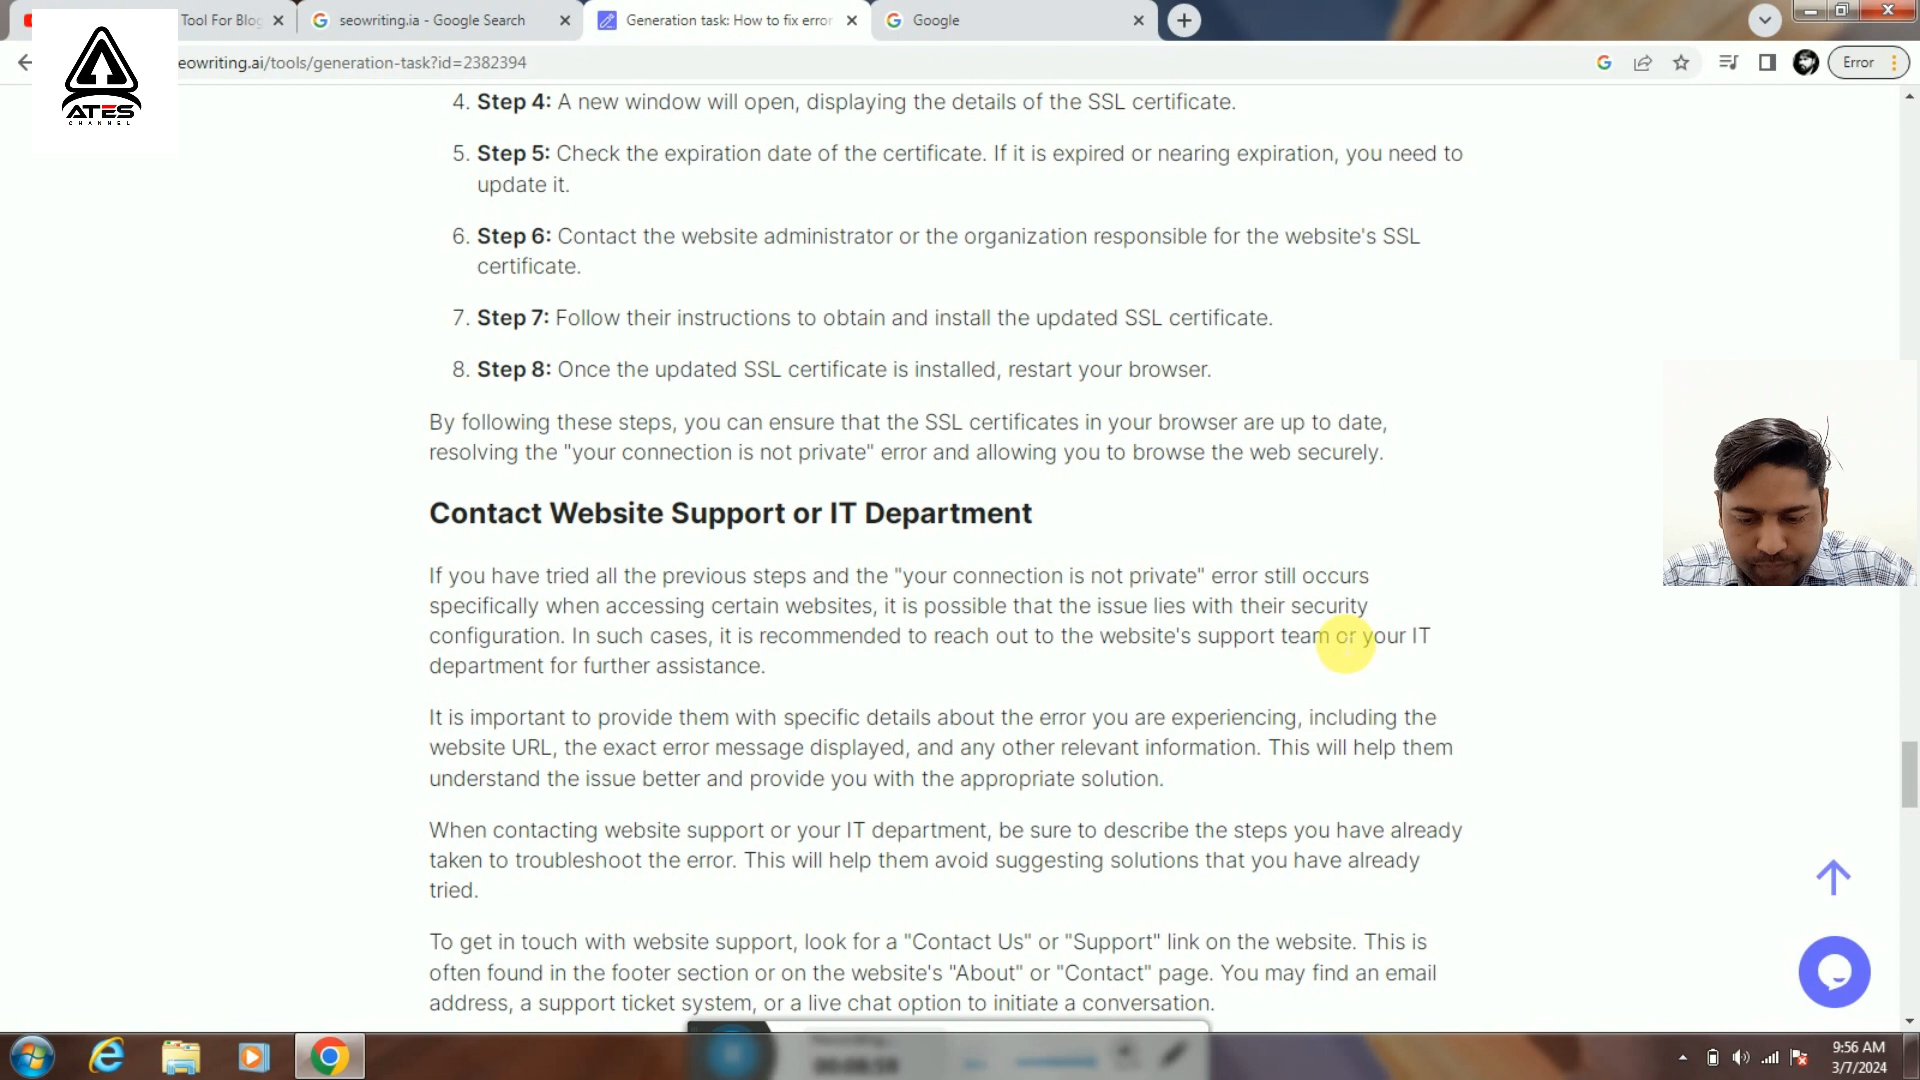 Tool For Blog
seowriting.ia - Google Search
Generation task: How to fix error
Google
eowriting.ai/tools/generation-task?id=2382394
Error
ATES
CHANNEL
4. Step 4: A new window will open, displaying the details of the SSL certificate.
5. Step 5: Check the expiration date of the certificate. If it is expired or nearing expiration, you need to
update it.
6. Step 6: Contact the website administrator or the organization responsible for the website's SSL
certificate.
7. Step 7: Follow their instructions to obtain and install the updated SSL certificate.
8. Step 8: Once the updated SSL certificate is installed, restart your browser.
By following these steps, you can ensure that the SSL certificates in your browser are up to date,
resolving the "your connection is not private" error and allowing you to browse the web securely.
Contact Website Support or IT Department
If you have tried all the previous steps and the "your connection is not private" error still occurs
specifically when accessing certain websites, it is possible that the issue lies with their security
configuration. In such cases, it is recommended to reach out to the website's support team or your IT
department for further assistance.
It is important to provide them with specific details about the error you are experiencing, including the
website URL, the exact error message displayed, and any other relevant information. This will help them
understand the issue better and provide you with the appropriate solution.
When contacting website support or your IT department, be sure to describe the steps you have already
taken to troubleshoot the error. This will help them avoid suggesting solutions that you have already
tried.
To get in touch with website support, look for a "Contact Us" or "Support" link on the website. This is
often found in the footer section or on the website's "About" or "Contact" page. You may find an email
address, a support ticket system, or a live chat option to initiate a conversation.
9:56 AM
3/7/2024